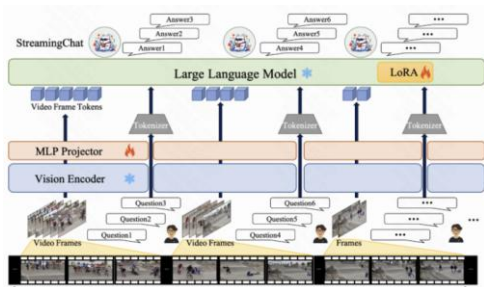 StreamingChat
Answer3
Answer2
Answer1
Answer6
Answer5
Answer4
•••
•••
•••
Large Language Model
LoRA
Video Frame Tokens
Tokenizer
Tokenizer
Tokenizer
MLP Projector
Vision Encoder
Question3
Question2
Question1
Question6
Question5
Question4
•••
•••
•••
•••
Video Frames
Video Frames
Frames